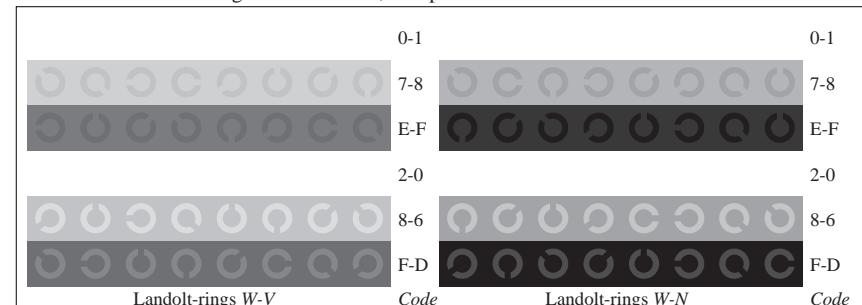 0-1 0-1
7-8 7-8
E-F E-F
2-0 2-0
8-6 8-6
F-D F-D
Landolt-rings W-V Code Landolt-rings W-N Code